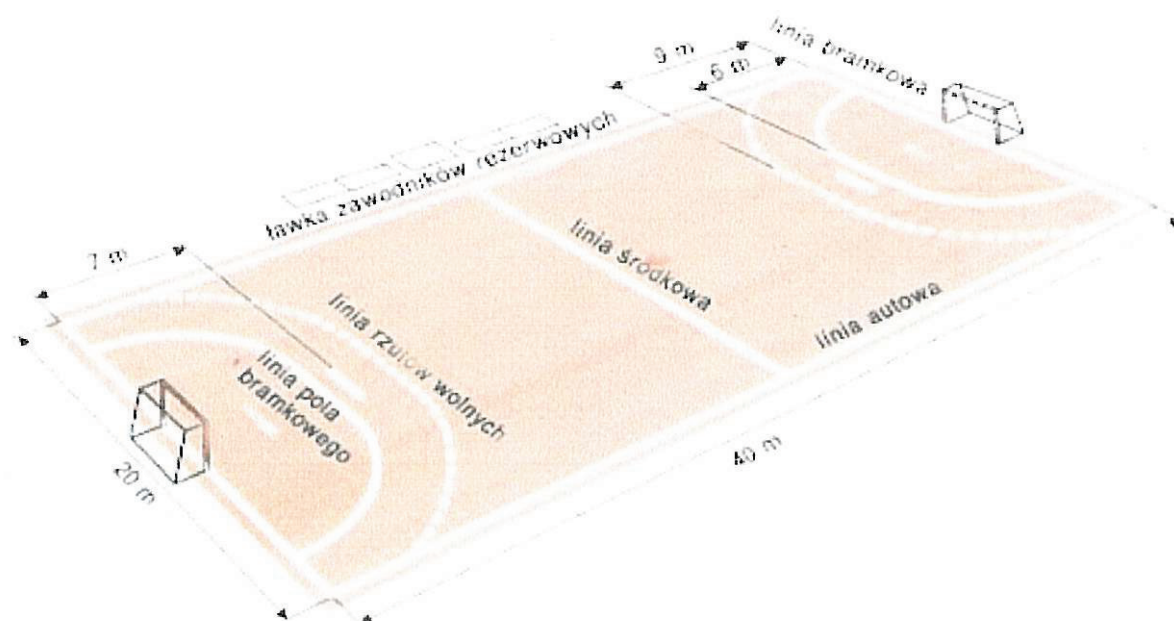 linia bramkowa
9 m
6 m
ławka zawodników rezerwowych
7 m
linia środkowa
linia rzutów wolnych
linia autowa
linia pola
bramkowego
20 m
40 m